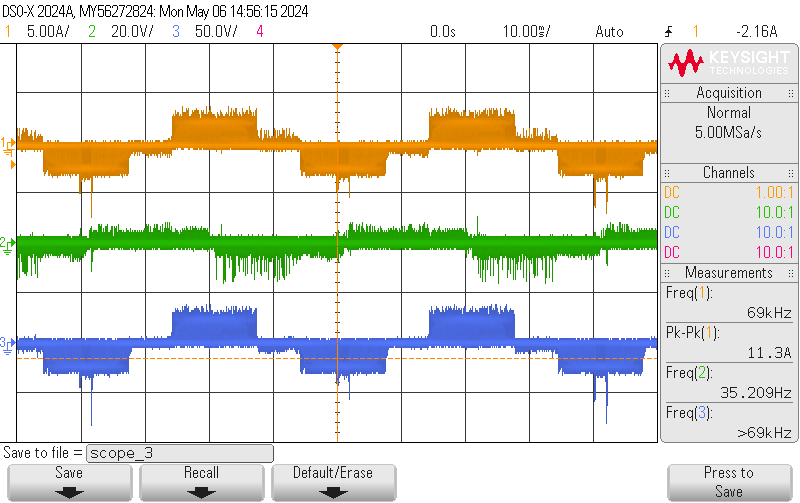 DSO-X 2024A, MY56272824: Mon May 06 14:56:15 2024
1 5.00A/ 2 20.0V/ 3 50.0V/ 4 0.0s 10.00ms/ Auto 1 -2.16A
KEYSIGHT
TECHNOLOGIES
Acquisition
Normal
5.00MSa/s
Channels
DC 1.00:1
DC 10.0:1
DC 10.0:1
DC 10.0:1
Measurements
Freq(1):
69kHz
Pk-Pk(1):
11.3A
Freq(2):
35.209Hz
Freq(3):
>69kHz
1
2
3
Save to file = scope_3
Save
Recall
Default/Erase
Press to
Save